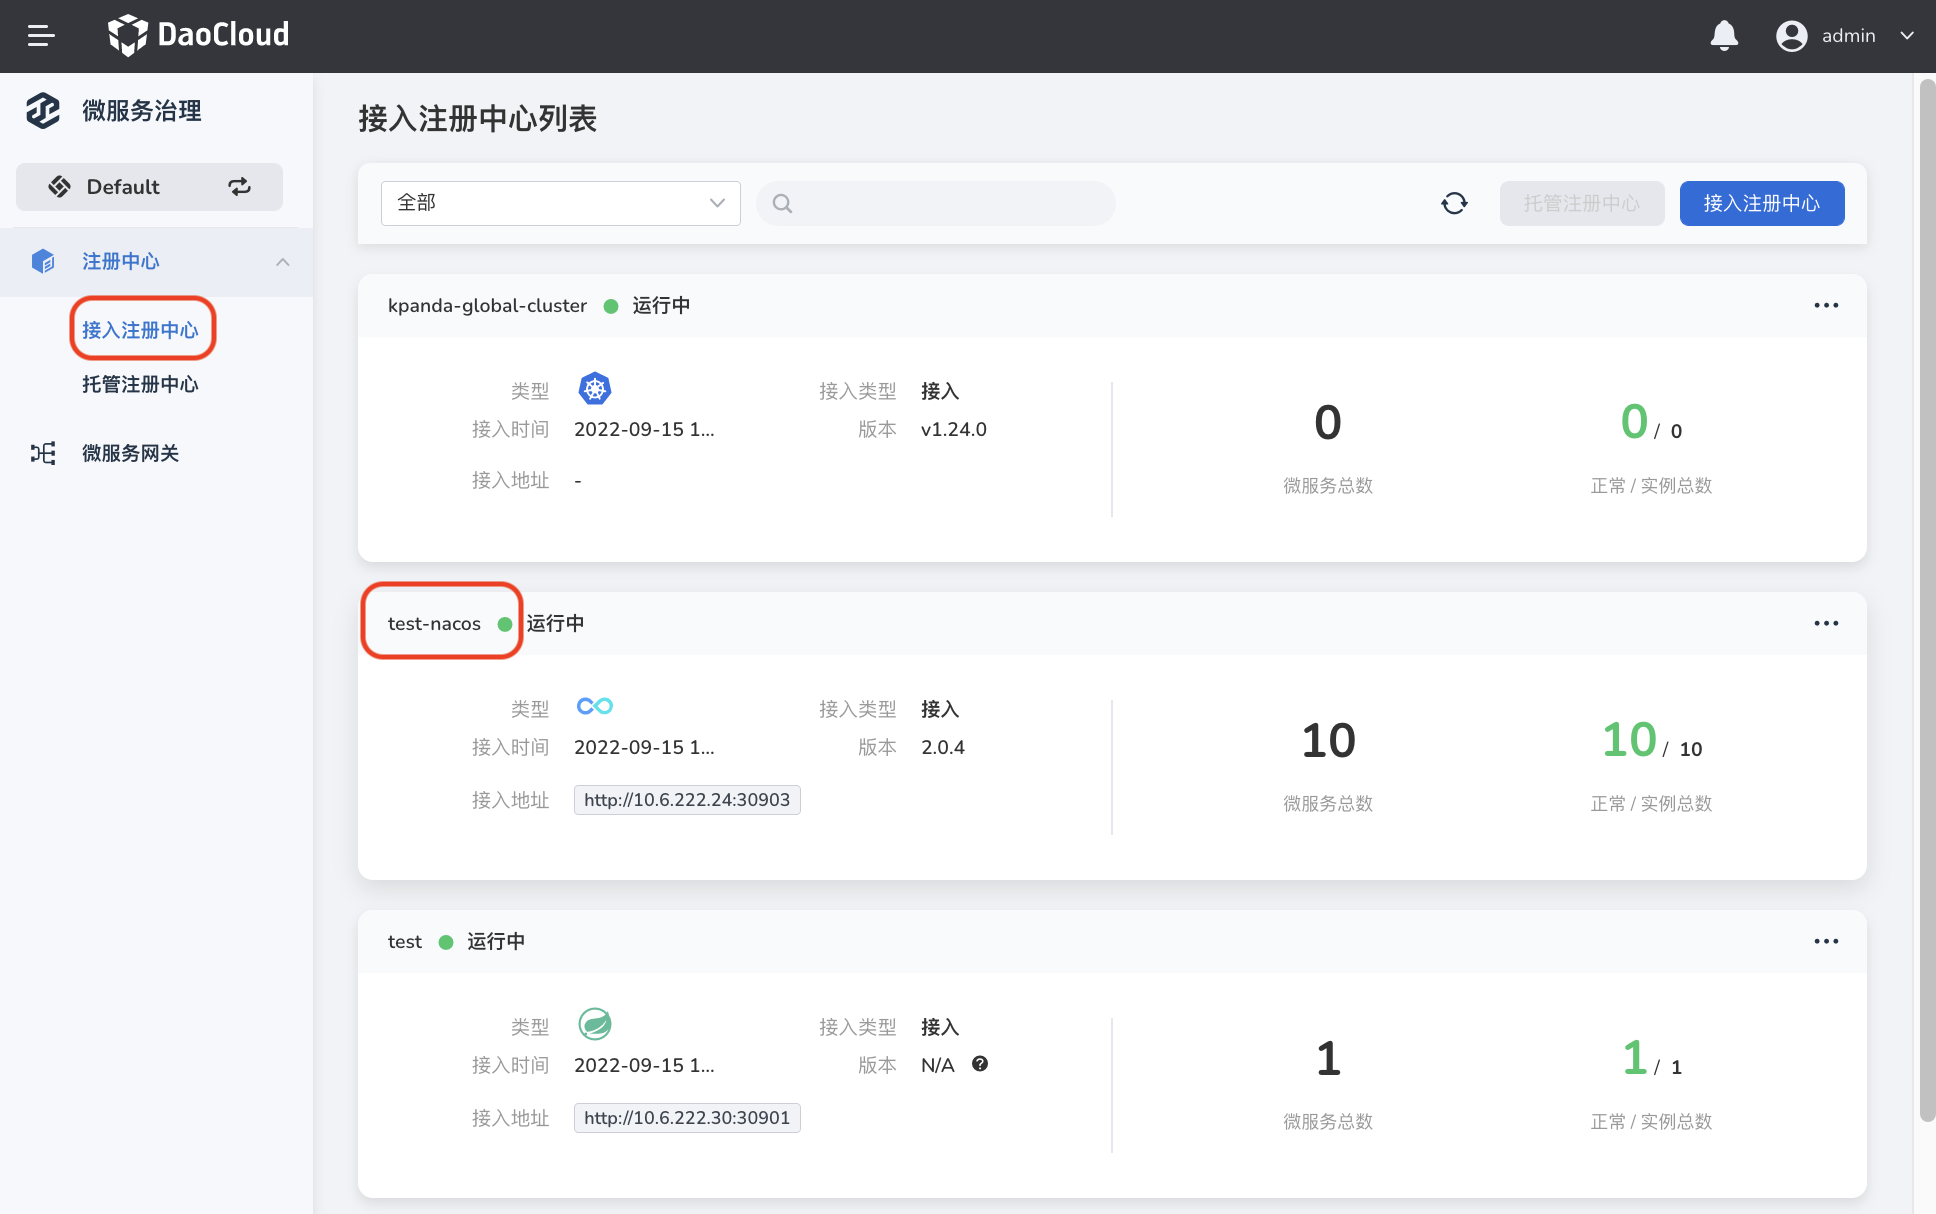 DaoCloud
admin
微服务治理
Default
注册中心
接入注册中心
托管注册中心
微服务网关
接入注册中心列表
全部
托管注册中心
接入注册中心
kpanda-global-cluster 运行中
类型
接入类型 接入
接入时间 2022-09-15 1...
版本 v1.24.0
接入地址 -
0
微服务总数
0 / 0
正常 / 实例总数
test-nacos 运行中
类型
接入类型 接入
接入时间 2022-09-15 1...
版本 2.0.4
接入地址 http://10.6.222.24:30903
10
微服务总数
10 / 10
正常 / 实例总数
test 运行中
类型
接入类型 接入
接入时间 2022-09-15 1...
版本 N/A ?
接入地址 http://10.6.222.30:30901
1
微服务总数
1 / 1
正常 / 实例总数